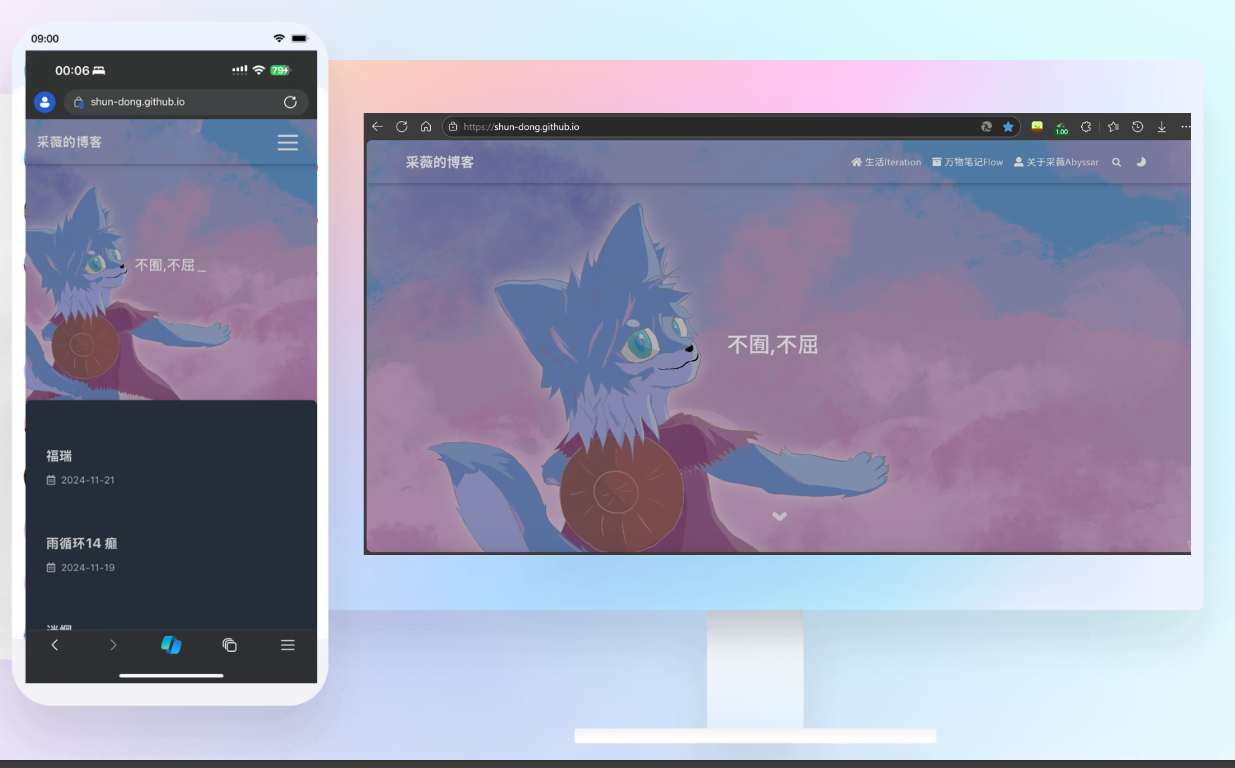 09:00
00:06
79
shun-dong.github.io
采薇的博客
不囿,不屈_
福瑞
2024-11-21
雨循环14 癫
2024-11-19
https://shun-dong.github.io
1.00
采薇的博客
生活Iteration
万物笔记Flow
关于采薇Abyssar
不囿,不屈